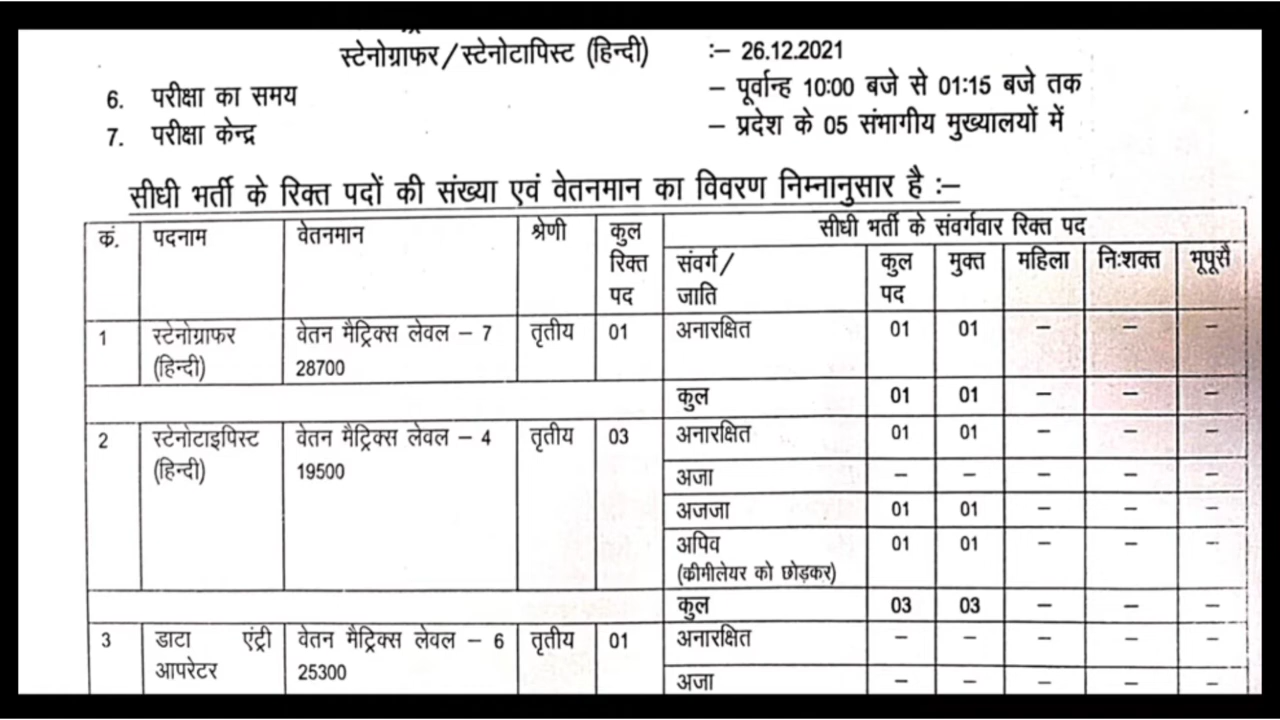 स्टेनोग्राफर/स्टेनोटापिस्ट (हिन्दी) :– 26.12.2021
6. परीक्षा का समय – पूर्वान्ह 10:00 बजे से 01:15 बजे तक
7. परीक्षा केन्द्र – प्रदेश के 05 संभागीय मुख्यालयों में
सीधी भर्ती के रिक्त पदों की संख्या एवं वेतनमान का विवरण निम्नानुसार है :–
कं. पदनाम वेतनमान श्रेणी कुल रिक्त पद सीधी भर्ती के संवर्गवार रिक्त पद
संवर्ग/जाति कुल पद मुक्त महिला निःशक्त भूपूसै
1 स्टेनोग्राफर वेतन मैट्रिक्स लेवल – 7 तृतीय 01 अनारक्षित 01 01 – – –
(हिन्दी) 28700
कुल 01 01 – – –
2 स्टेनोटाइपिस्ट वेतन मैट्रिक्स लेवल – 4 तृतीय 03 अनारक्षित 01 01 – – –
(हिन्दी) 19500
अजा – – – – –
अजजा 01 01 – – –
अपिव 01 01 – – –
(कीमीलेयर को छोड़कर)
कुल 03 03 – – –
3 डाटा एंट्री वेतन मैट्रिक्स लेवल – 6 तृतीय 01 अनारक्षित – – – – –
आपरेटर 25300
अजा – – – – –